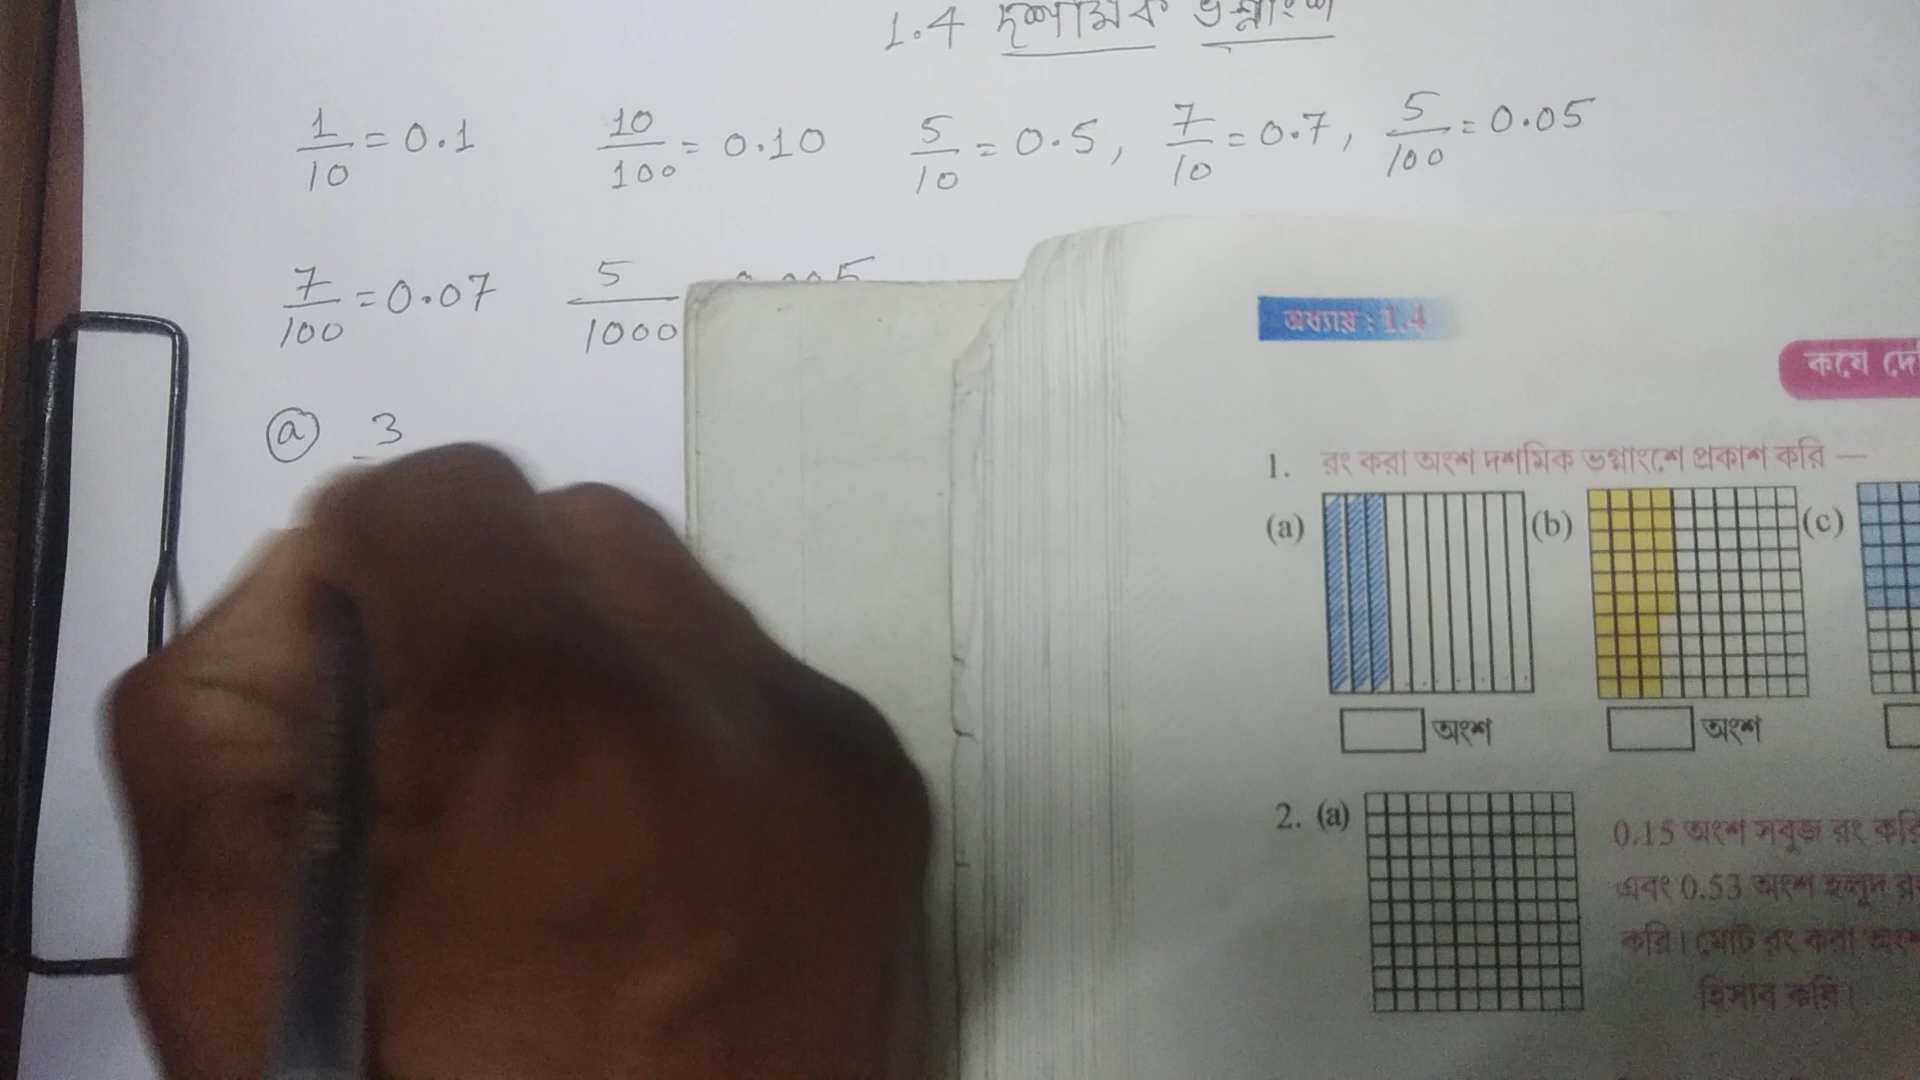 1.4 দশমিক ভগ্নাংশ
1/10 = 0.1 10/100 = 0.10 5/10 = 0.5, 7/10 = 0.7, 5/100 = 0.05
7/100 = 0.07 5/1000
(a) 3
অধ্যায় : 1.4
কষে
1. রং করা অংশ দশমিক ভগ্নাংশে প্রকাশ করি —
(a) (b) (c)
অংশ অংশ
2. (a)
0.15 অংশ সবুজ রং করি
এবং 0.53 অংশ হলুদ
করি। মোট রং করা
হিসাব করি।